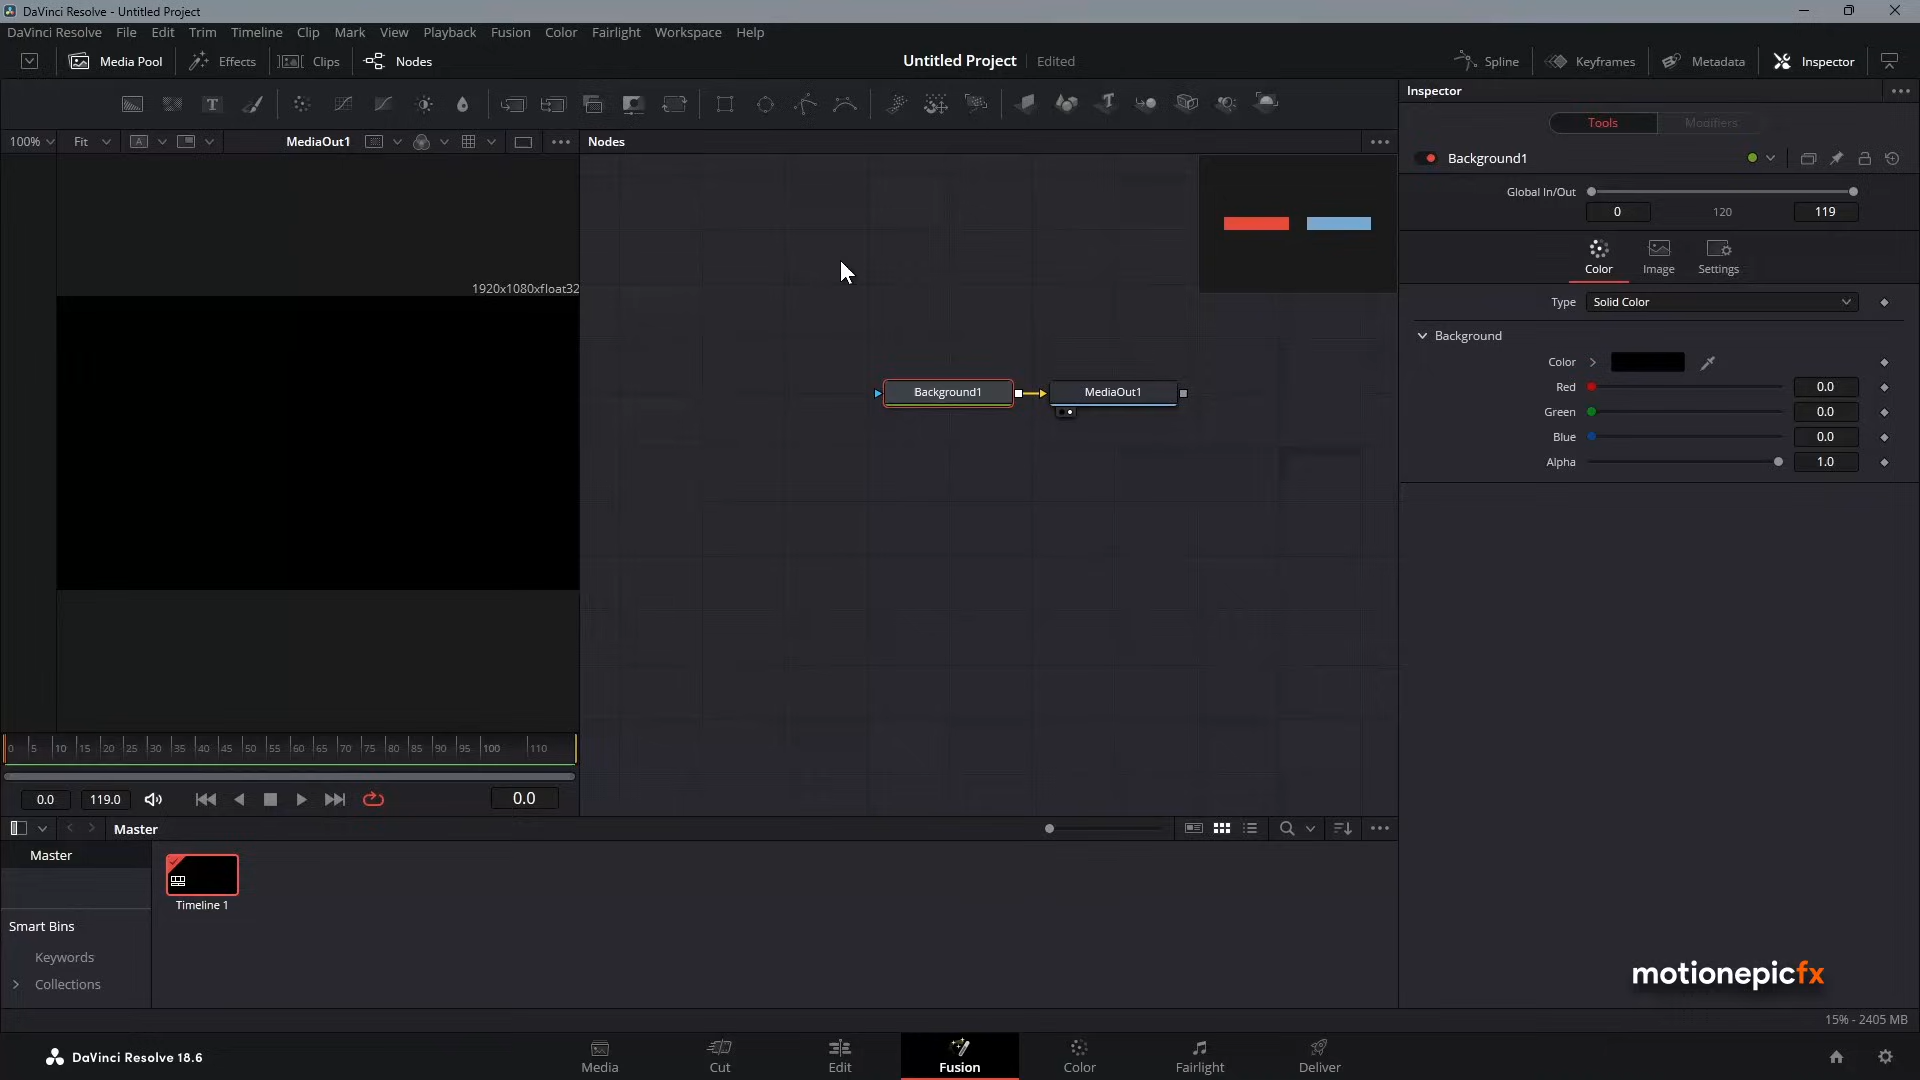 DaVinci Resolve - Untitled Project
DaVinci Resolve File Edit Trim Timeline Clip Mark View Playback Fusion Color Fairlight Workspace Help
Media Pool Effects Clips Nodes Untitled Project Edited Spline Keyframes Metadata Inspector
Inspector
Tools Modifiers
100% Fit A MediaOut1 Nodes
Background1
Global In/Out
0 120 119
Color Image Settings
1920x1080xfloat32
Type Solid Color
Background
Color
Red 0.0
Green 0.0
Blue 0.0
Alpha 1.0
Background1 MediaOut1
0 5 10 15 20 25 30 35 40 45 50 55 60 65 70 75 80 85 90 95 100 110
0.0 119.0 0.0
Master
Master
Timeline 1
Smart Bins
Keywords
Collections
motionepicfx
15% - 2405 MB
DaVinci Resolve 18.6
Media Cut Edit Fusion Color Fairlight Deliver